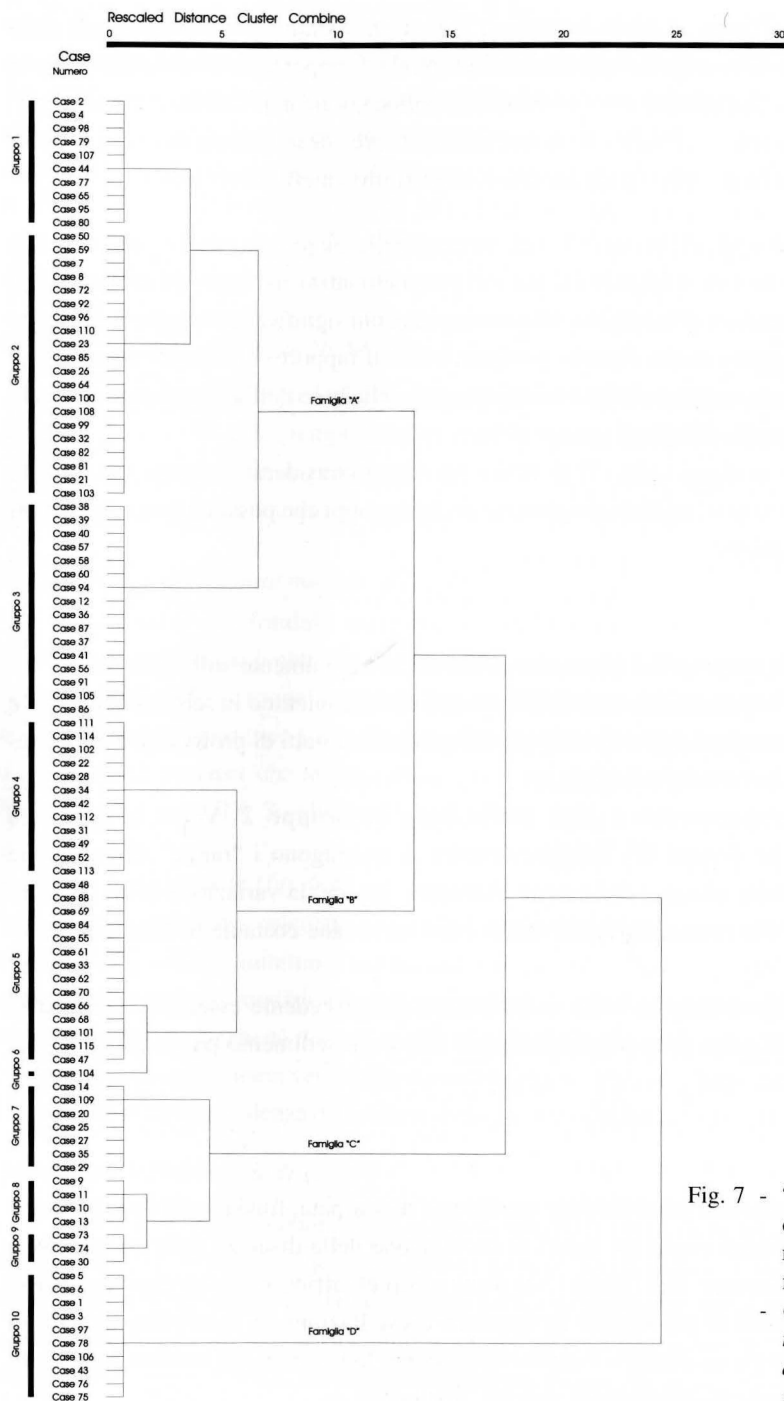 Rescaled Distance Cluster Combine
0 5 10 15 20 25 30
Case
Numero
Gruppo 1
Case 2
Case 4
Case 98
Case 79
Case 107
Case 44
Case 77
Case 65
Case 95
Case 80
Gruppo 2
Case 50
Case 59
Case 7
Case 8
Case 72
Case 92
Case 96
Case 110
Case 23
Case 85
Case 26
Case 64
Case 100
Case 108
Case 99
Case 32
Case 82
Case 81
Case 21
Case 103
Famiglia "A"
Gruppo 3
Case 38
Case 39
Case 40
Case 57
Case 58
Case 60
Case 94
Case 12
Case 36
Case 87
Case 37
Case 41
Case 56
Case 91
Case 105
Case 86
Gruppo 4
Case 111
Case 114
Case 102
Case 22
Case 28
Case 34
Case 42
Case 112
Case 31
Case 49
Case 52
Case 113
Gruppo 5
Case 48
Case 88
Case 69
Case 84
Case 55
Case 61
Case 33
Case 62
Case 70
Case 66
Case 68
Case 101
Case 115
Case 47
Famiglia "B"
Gruppo 6
Case 104
Gruppo 7
Case 14
Case 109
Case 20
Case 25
Case 27
Case 35
Case 29
Famiglia "C"
Gruppo 8
Case 9
Case 11
Case 10
Case 13
Gruppo 9
Case 73
Case 74
Case 30
Gruppo 10
Case 5
Case 6
Case 1
Case 3
Case 97
Case 78
Case 106
Case 43
Case 76
Case 75
Famiglia "D"
Fig. 7 -